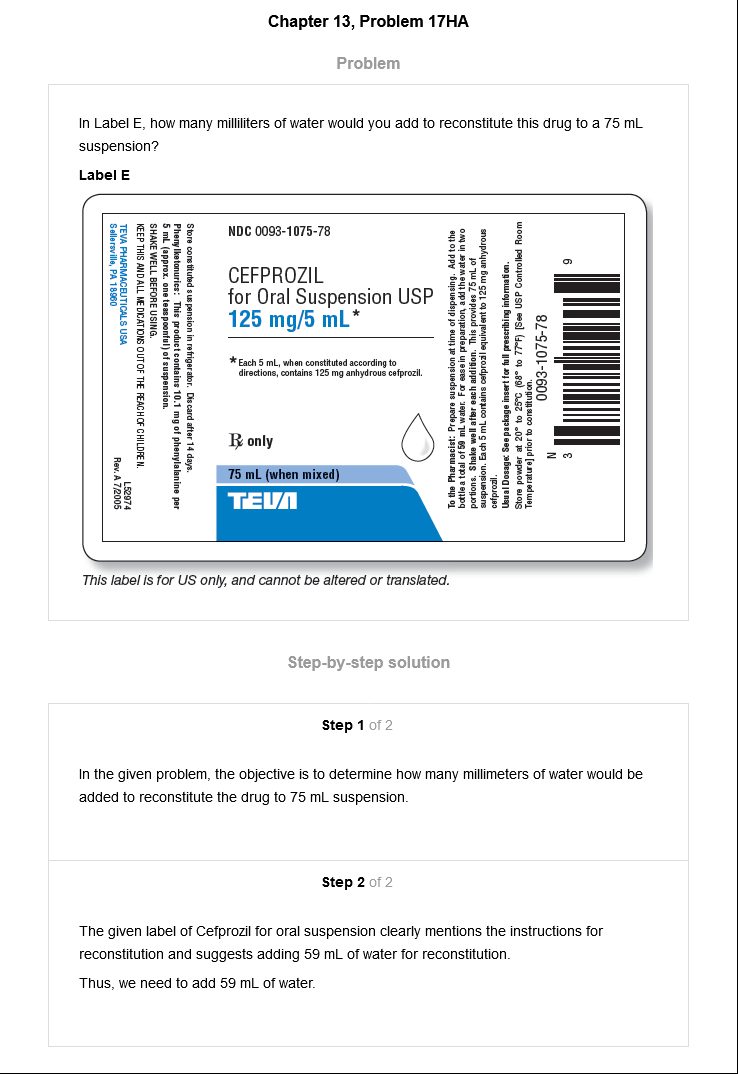 Chapter 13, Problem 17HA
Problem
In Label E, how many milliliters of water would you add to reconstitute this drug to a 75 mL
suspension?
Label E
Store constituted suspension in refrigerator. Discard after 14 days.
Phenylketonurics: This product contains 10.1 mg of phenylalanine per
5 mL (approx. one teaspoonful) of suspension.
SHAKE WELL BEFORE USING.
KEEP THIS AND ALL MEDICATIONS OUT OF THE REACH OF CHILDREN.
L52974
TEVA PHARMACEUTICALS USA
Sellersville, PA 18960
Rev. A 7/2005
NDC 0093-1075-78
CEFPROZIL
for Oral Suspension USP
125 mg/5 mL*
* Each 5 mL, when constituted according to
directions, contains 125 mg anhydrous cefprozil.
℞ only
75 mL (when mixed)
TEVA
To the Pharmacist: Prepare suspension at time of dispensing. Add to the
bottle a total of 59 mL water. For ease in preparation, add the water in two
portions. Shake well after each addition. This provides 75 mL of
suspension. Each 5 mL contains cefprozil equivalent to 125 mg anhydrous
cefprozil.
Usual Dosage: See package insert for full prescribing information.
Store powder at 20° to 25°C (68° to 77°F) [See USP Controlled Room
Temperature] prior to constitution.
0093-1075-78
N
3
9
This label is for US only, and cannot be altered or translated.
Step-by-step solution
Step 1 of 2
In the given problem, the objective is to determine how many millimeters of water would be
added to reconstitute the drug to 75 mL suspension.
Step 2 of 2
The given label of Cefprozil for oral suspension clearly mentions the instructions for
reconstitution and suggests adding 59 mL of water for reconstitution.
Thus, we need to add 59 mL of water.